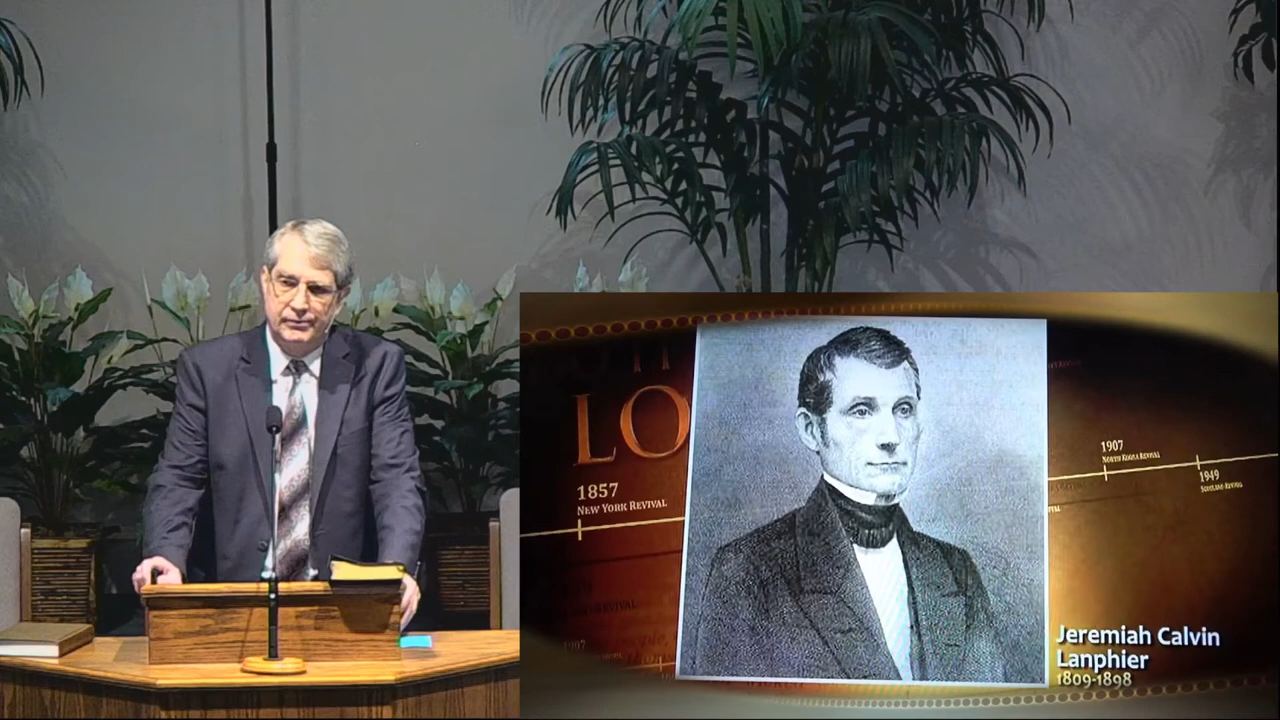 LO
1857
NEW YORK REVIVAL
1907
NORTH KOREA REVIVAL
1949
Jeremiah Calvin
Lanphier
1809-1898